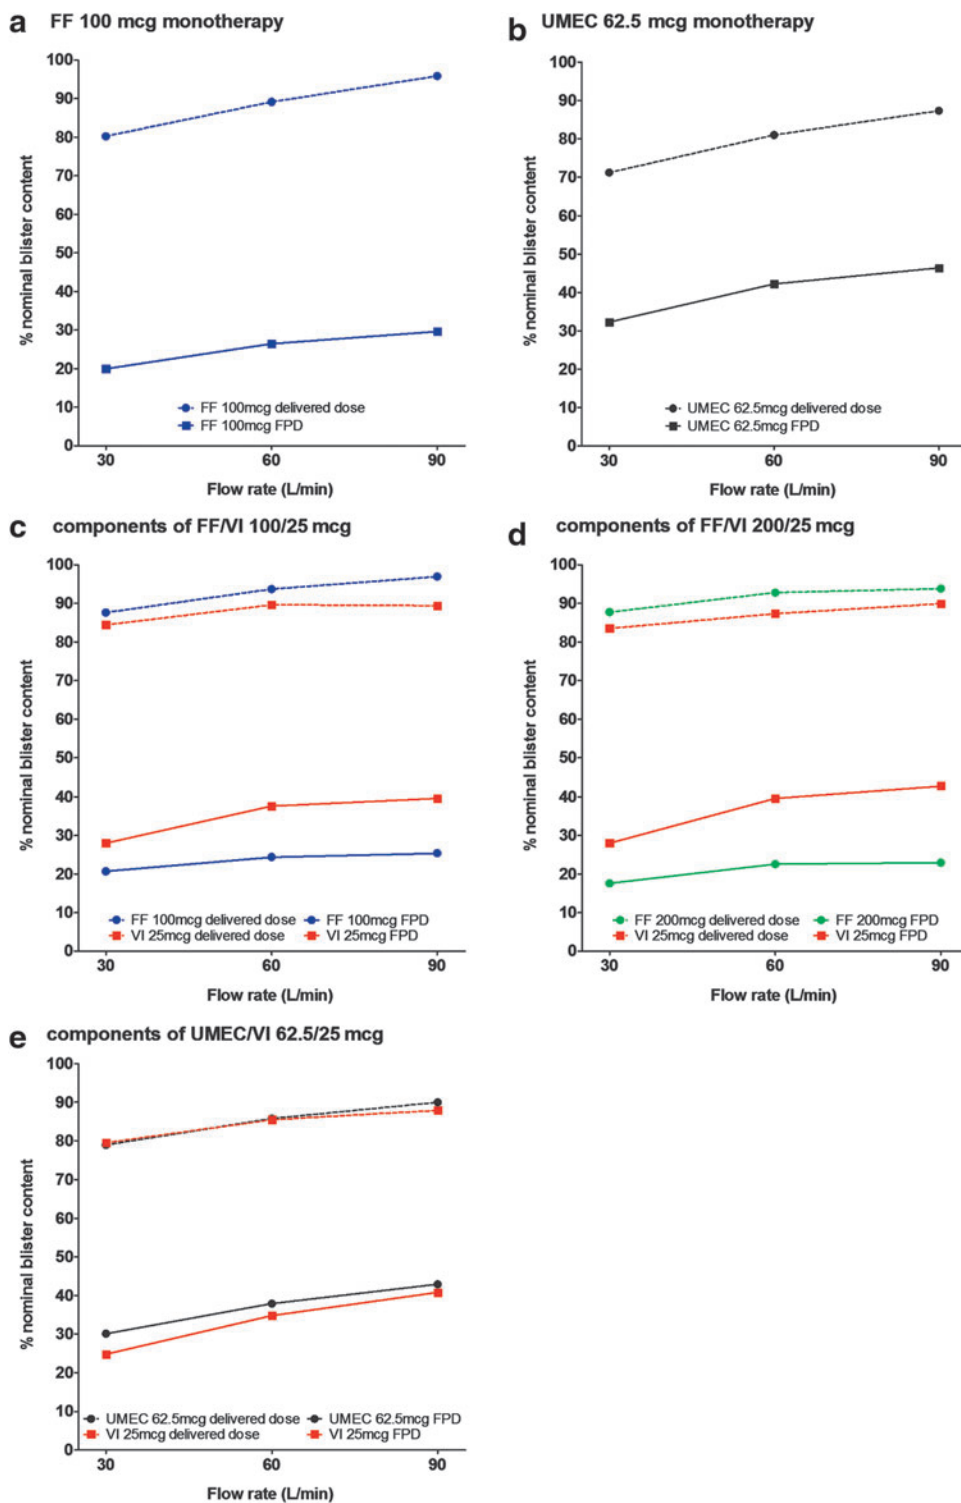 a FF 100 mcg monotherapy
100
90
80
70
60
50
40
30
20
10
0
% nominal blister content
FF 100mcg delivered dose
FF 100mcg FPD
30 60 90
Flow rate (L/min)
b UMEC 62.5 mcg monotherapy
100
90
80
70
60
50
40
30
20
10
0
% nominal blister content
UMEC 62.5mcg delivered dose
UMEC 62.5mcg FPD
30 60 90
Flow rate (L/min)
c components of FF/VI 100/25 mcg
100
90
80
70
60
50
40
30
20
10
0
% nominal blister content
FF 100mcg delivered dose FF 100mcg FPD
VI 25mcg delivered dose VI 25mcg FPD
30 60 90
Flow rate (L/min)
d components of FF/VI 200/25 mcg
100
90
80
70
60
50
40
30
20
10
0
% nominal blister content
FF 200mcg delivered dose FF 200mcg FPD
VI 25mcg delivered dose VI 25mcg FPD
30 60 90
Flow rate (L/min)
e components of UMEC/VI 62.5/25 mcg
100
90
80
70
60
50
40
30
20
10
0
% nominal blister content
UMEC 62.5mcg delivered dose UMEC 62.5mcg FPD
VI 25mcg delivered dose VI 25mcg FPD
30 60 90
Flow rate (L/min)